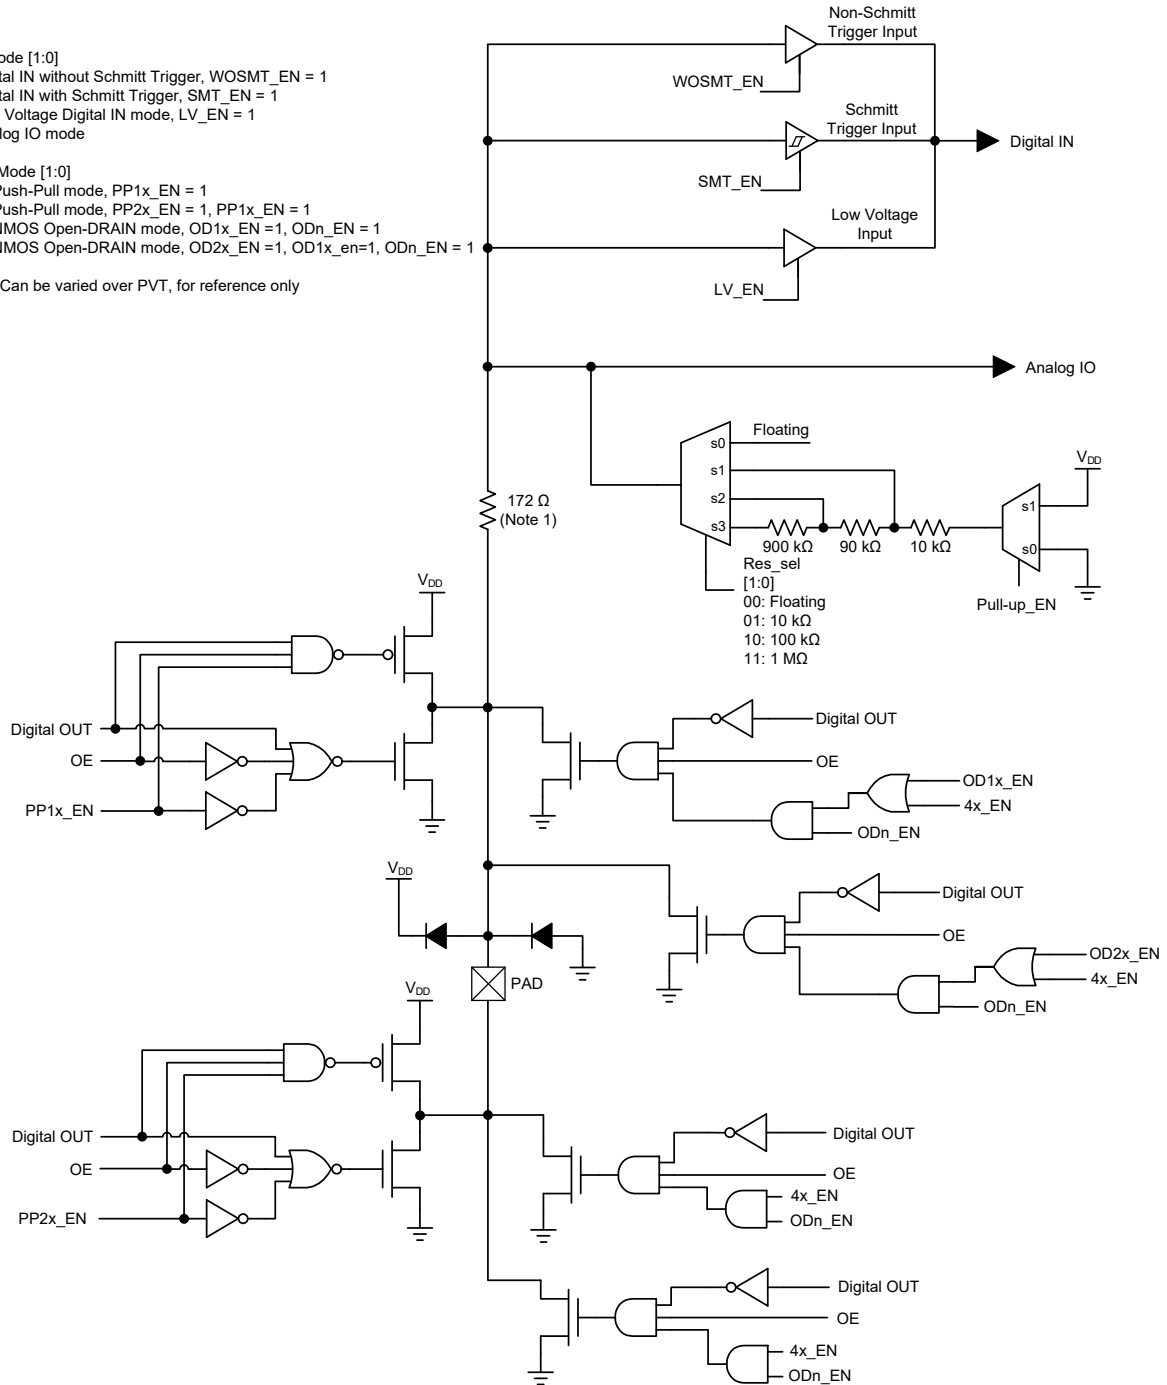 ode [1:0]
tal IN without Schmitt Trigger, WOSMT_EN = 1
tal IN with Schmitt Trigger, SMT_EN = 1
Voltage Digital IN mode, LV_EN = 1
log IO mode
Mode [1:0]
Push-Pull mode, PP1x_EN = 1
Push-Pull mode, PP2x_EN = 1, PP1x_EN = 1
NMOS Open-DRAIN mode, OD1x_EN =1, ODn_EN = 1
NMOS Open-DRAIN mode, OD2x_EN =1, OD1x_en=1, ODn_EN = 1
Can be varied over PVT, for reference only
Non-Schmitt
Trigger Input
WOSMT_EN
Schmitt
Trigger Input
Digital IN
SMT_EN
Low Voltage
Input
LV_EN
Analog IO
s0
Floating
s1
s2
s3
900 kΩ
90 kΩ
10 kΩ
VDD
s1
s0
Pull-up_EN
Res_sel
[1:0]
00: Floating
01: 10 kΩ
10: 100 kΩ
11: 1 MΩ
172 Ω
(Note 1)
VDD
Digital OUT
OE
PP1x_EN
Digital OUT
OE
OD1x_EN
4x_EN
ODn_EN
VDD
PAD
Digital OUT
OE
OD2x_EN
4x_EN
ODn_EN
VDD
Digital OUT
OE
PP2x_EN
Digital OUT
OE
4x_EN
ODn_EN
Digital OUT
OE
4x_EN
ODn_EN